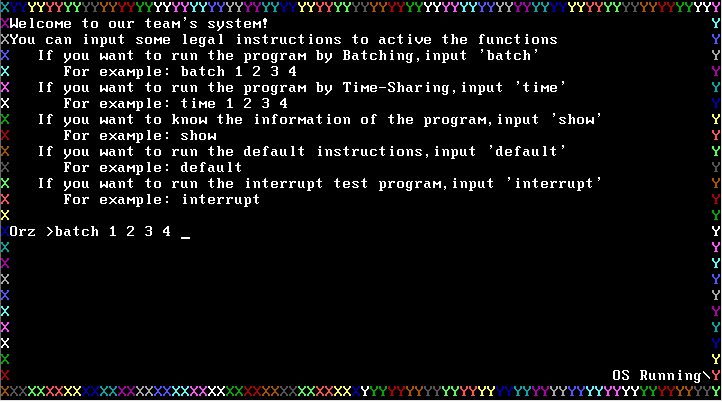 Welcome to our team's system!
You can input some legal instructions to active the functions
If you want to run the program by Batching,input 'batch'
For example: batch 1 2 3 4
If you want to run the program by Time-Sharing,input 'time'
For example: time 1 2 3 4
If you want to know the information of the program,input 'show'
For example: show
If you want to run the default instructions,input 'default'
For example: default
If you want to run the interrupt test program,input 'interrupt'
For example: interrupt
Orz >batch 1 2 3 4 _
OS Running\